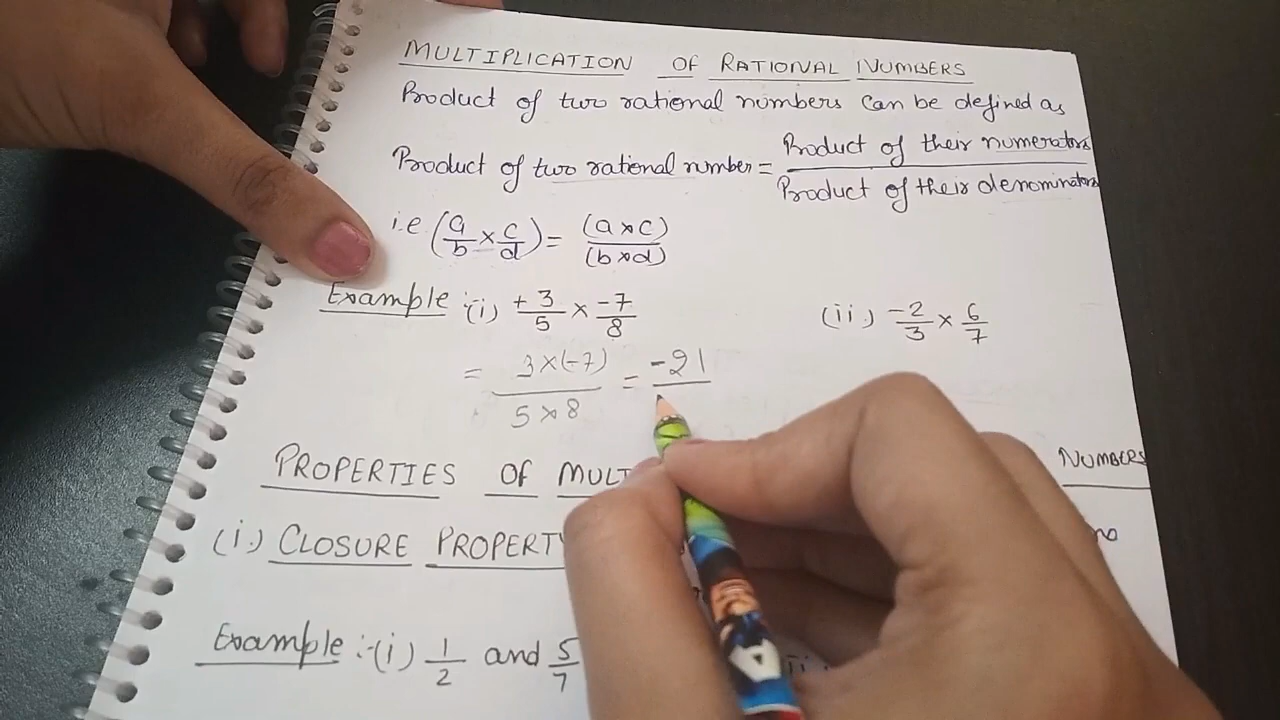 MULTIPLICATION OF RATIONAL NUMBERS
Product of two rational numbers can be defined as
Product of two rational number = Product of their numerators / Product of their denominators
i.e (a/b × c/d) = (a×c) / (b×d)
Example :- (i) +3/5 × -7/8 (ii) -2/3 × 6/7
= 3×(-7) / 5×8 = -21
PROPERTIES OF NUMBERS
(i.) CLOSURE PROPERTY
Example :- (i) 1/2 and 5/7